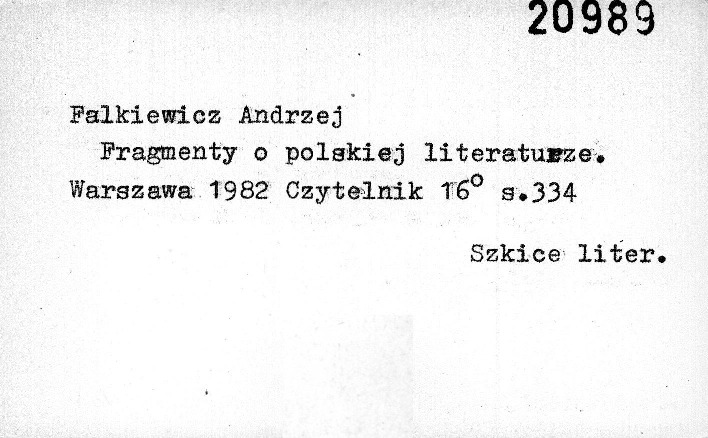 20989
Falkiewicz Andrzej
Fragmenty o polskiej literaturze.
Warszawa 1982 Czytelnik 16° s.334
Szkice liter.